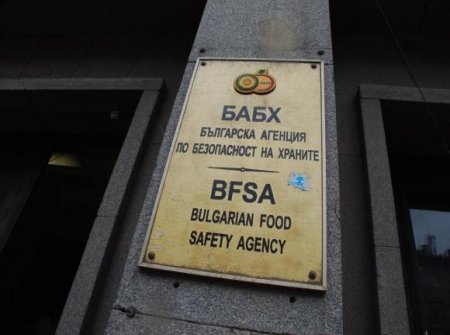 БАБХ
БЪЛГАРСКА АГЕНЦИЯ
ПО БЕЗОПАСНОСТ НА ХРАНИТЕ
BFSA
BULGARIAN FOOD
SAFETY AGENCY